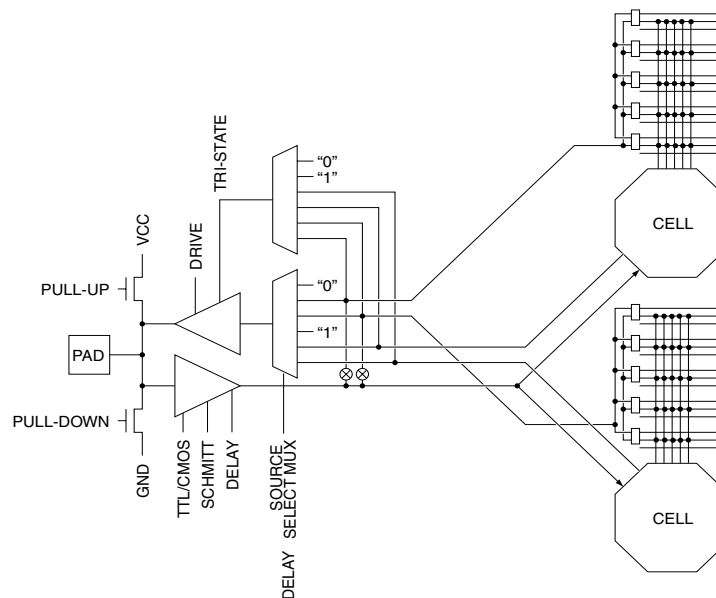 "0"
"1"
TRI-STATE
CELL
VCC
DRIVE
"0"
PULL-UP
"1"
PAD
PULL-DOWN
GND
TTL/CMOS
SCHMITT
DELAY
SOURCE
SELECT MUX
DELAY
CELL